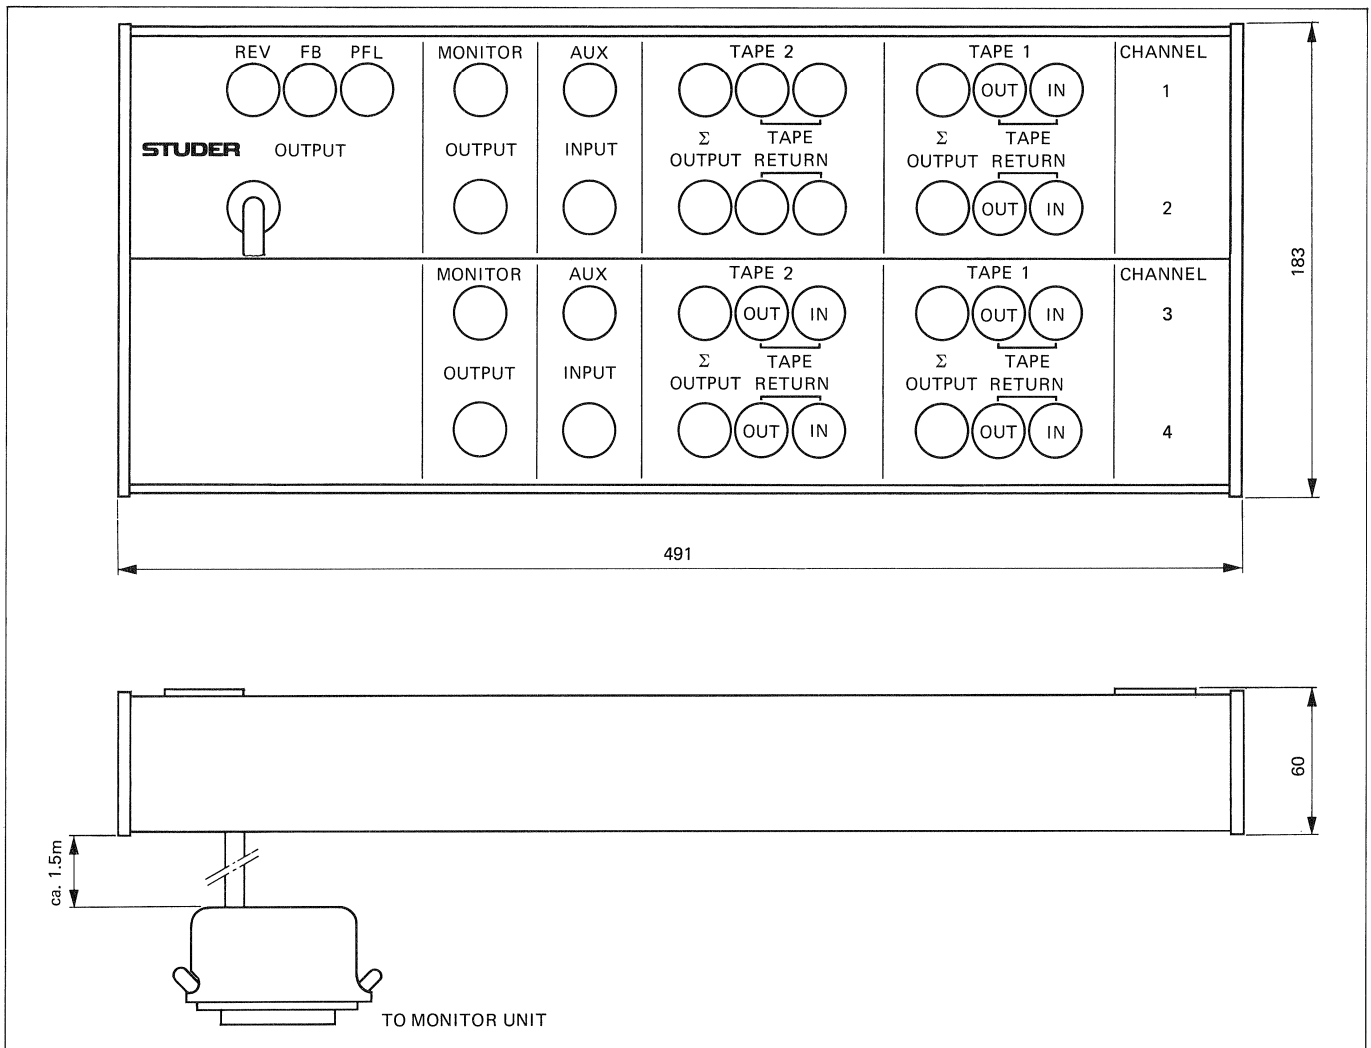 REV FB PFL MONITOR AUX TAPE 2 TAPE 1 CHANNEL
OUT IN 1
Σ TAPE Σ TAPE
STUDER OUTPUT OUTPUT INPUT OUTPUT RETURN OUTPUT RETURN
OUT IN 2
MONITOR AUX TAPE 2 TAPE 1 CHANNEL
OUT IN OUT IN 3
Σ TAPE Σ TAPE
OUTPUT INPUT OUTPUT RETURN OUTPUT RETURN
OUT IN OUT IN 4
183
491
60
ca. 1.5m
TO MONITOR UNIT